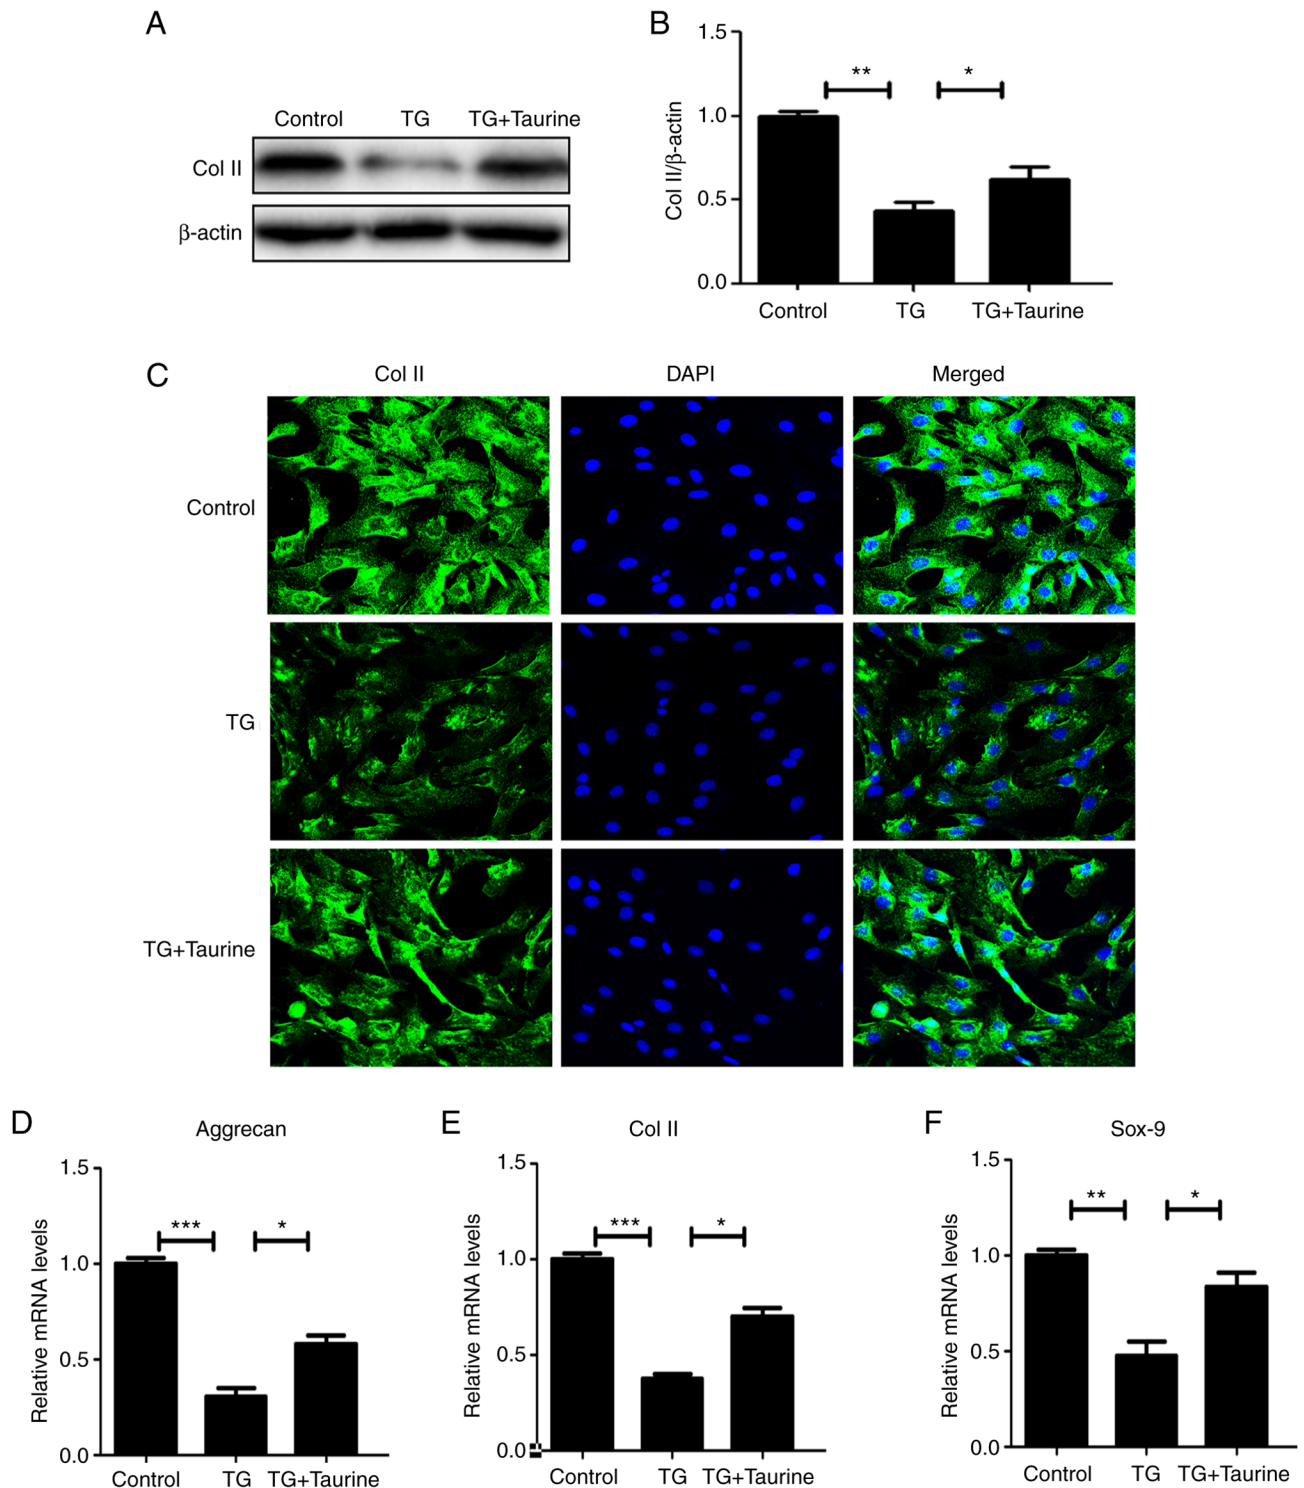 A
Control TG TG+Taurine
Col II
β-actin
B
1.5
1.0
0.5
0.0
Col II/β-actin
** *
Control TG TG+Taurine
C
Col II DAPI Merged
Control
TG
TG+Taurine
D
Aggrecan
1.5
1.0
0.5
0.0
Relative mRNA levels
*** *
Control TG TG+Taurine
E
Col II
1.5
1.0
0.5
0.0
Relative mRNA levels
*** *
Control TG TG+Taurine
F
Sox-9
1.5
1.0
0.5
0.0
Relative mRNA levels
** *
Control TG TG+Taurine